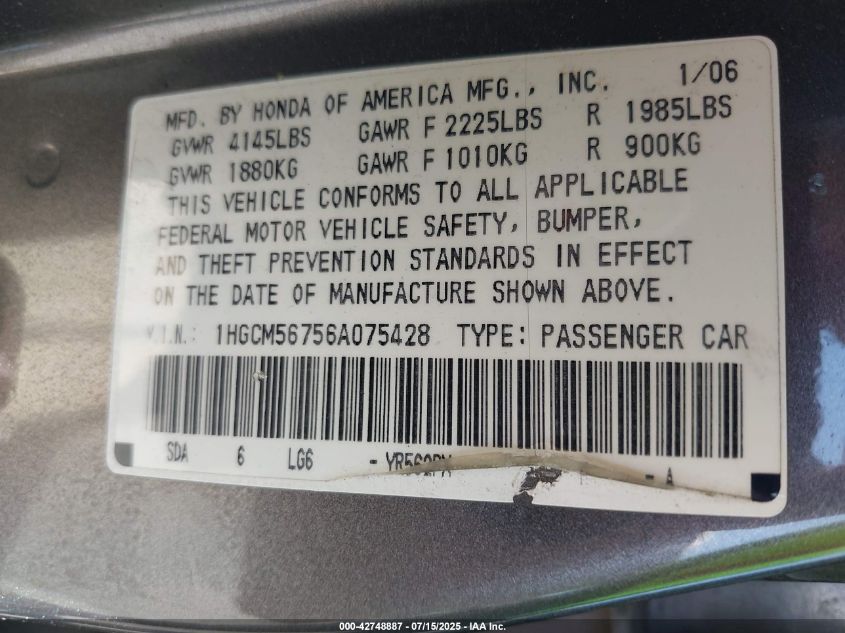 MFD. BY HONDA OF AMERICA MFG., INC. 1/06
GVWR 4145LBS GAWR F 2225LBS R 1985LBS
GVWR 1880KG GAWR F 1010KG R 900KG
THIS VEHICLE CONFORMS TO ALL APPLICABLE
FEDERAL MOTOR VEHICLE SAFETY, BUMPER,
AND THEFT PREVENTION STANDARDS IN EFFECT
ON THE DATE OF MANUFACTURE SHOWN ABOVE.
V.I.N.: 1HGCM56756A075428 TYPE: PASSENGER CAR
SDA 6 LG6 - - A
000-42748887 - 07/15/2025 - IAA Inc.